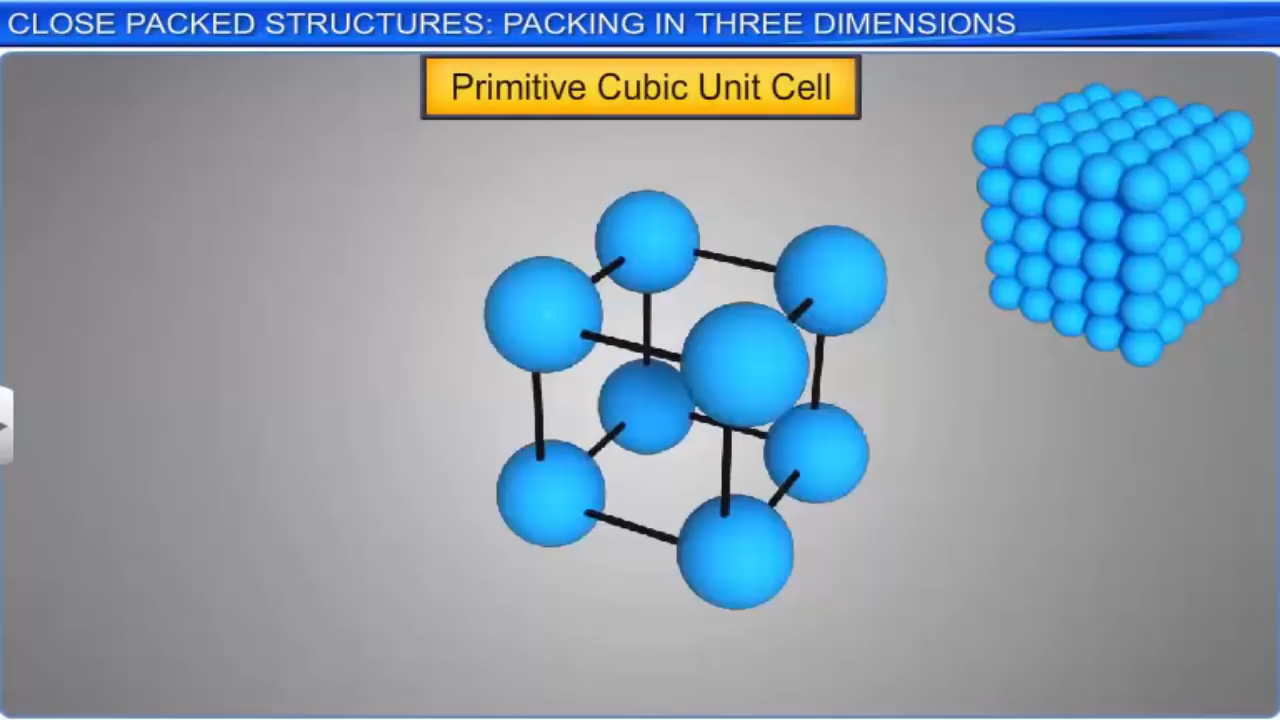 CLOSE PACKED STRUCTURES: PACKING IN THREE DIMENSIONS
Primitive Cubic Unit Cell